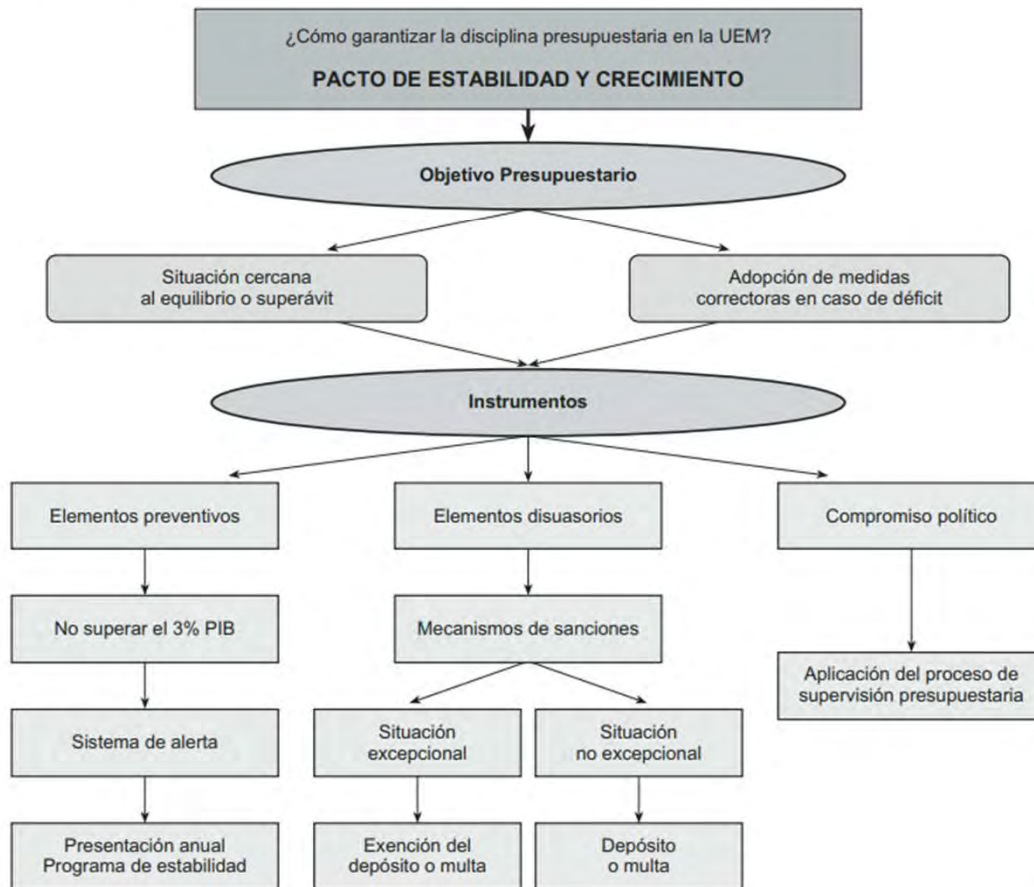 ¿Cómo garantizar la disciplina presupuestaria en la UEM?
PACTO DE ESTABILIDAD Y CRECIMIENTO
Objetivo Presupuestario
Situación cercana
al equilibrio o superávit
Adopción de medidas
correctoras en caso de déficit
Instrumentos
Elementos preventivos
Elementos disuasorios
Compromiso político
No superar el 3% PIB
Mecanismos de sanciones
Aplicación del proceso de
supervisión presupuestaria
Sistema de alerta
Situación
excepcional
Situación
no excepcional
Presentación anual
Programa de estabilidad
Exención del
depósito o multa
Depósito
o multa